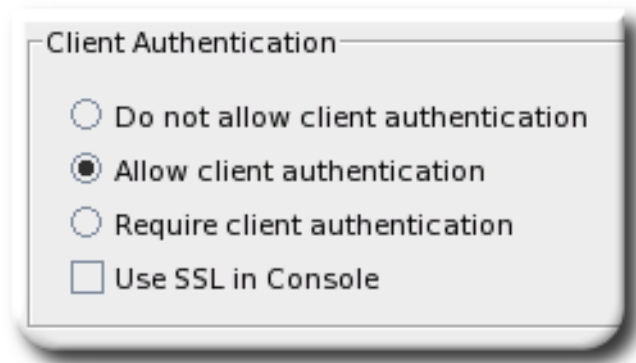 Client Authentication
Do not allow client authentication
Allow client authentication
Require client authentication
Use SSL in Console